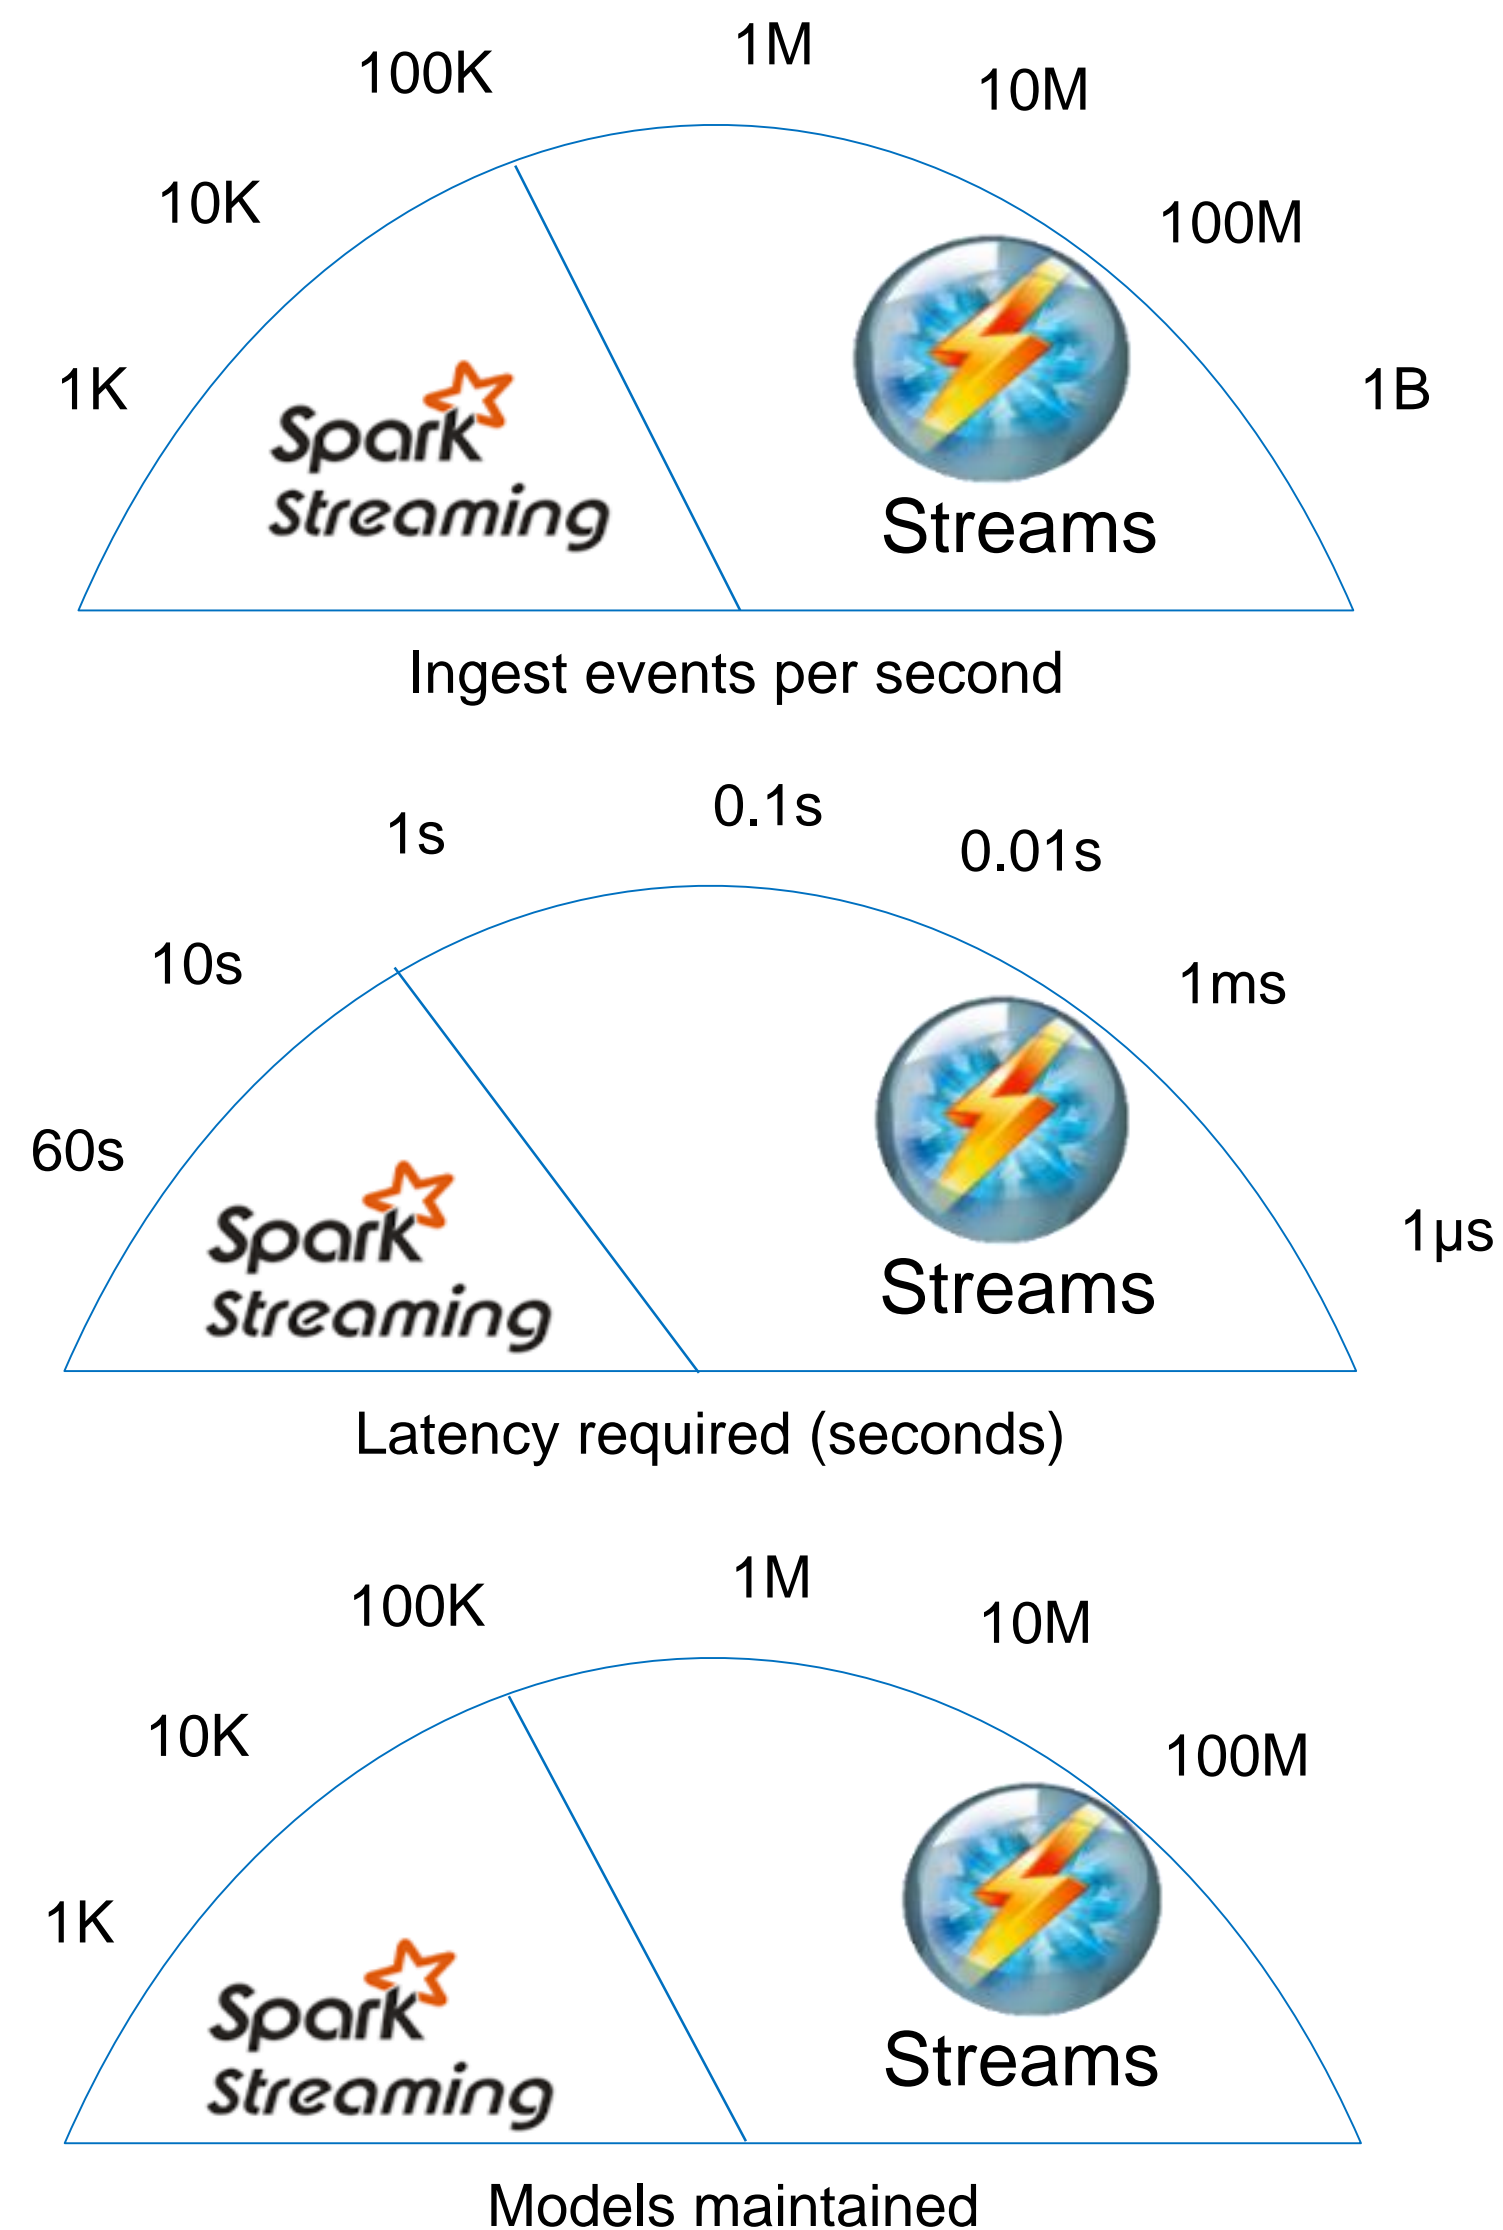 1M
100K
10M
10K
100M
1K
1B
Spark
Streaming
Streams
Ingest events per second
0.1s
1s
0.01s
10s
1ms
60s
1µs
Spark
Streaming
Streams
Latency required (seconds)
1M
100K
10M
10K
100M
1K
Spark
Streaming
Streams
Models maintained